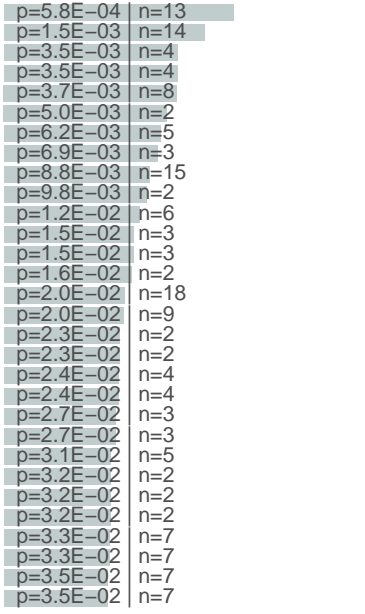 p=5.8E−04 | n=13
p=1.5E−03 | n=14
p=3.5E−03 | n=4
p=3.5E−03 | n=4
p=3.7E−03 | n=8
p=5.0E−03 | n=2
p=6.2E−03 | n=5
p=6.9E−03 | n=3
p=8.8E−03 | n=15
p=9.8E−03 | n=2
p=1.2E−02 | n=6
p=1.5E−02 | n=3
p=1.5E−02 | n=3
p=1.6E−02 | n=2
p=2.0E−02 | n=18
p=2.0E−02 | n=9
p=2.3E−02 | n=2
p=2.3E−02 | n=2
p=2.4E−02 | n=4
p=2.4E−02 | n=4
p=2.7E−02 | n=3
p=2.7E−02 | n=3
p=3.1E−02 | n=5
p=3.2E−02 | n=2
p=3.2E−02 | n=2
p=3.2E−02 | n=2
p=3.3E−02 | n=7
p=3.3E−02 | n=7
p=3.5E−02 | n=7
p=3.5E−02 | n=7